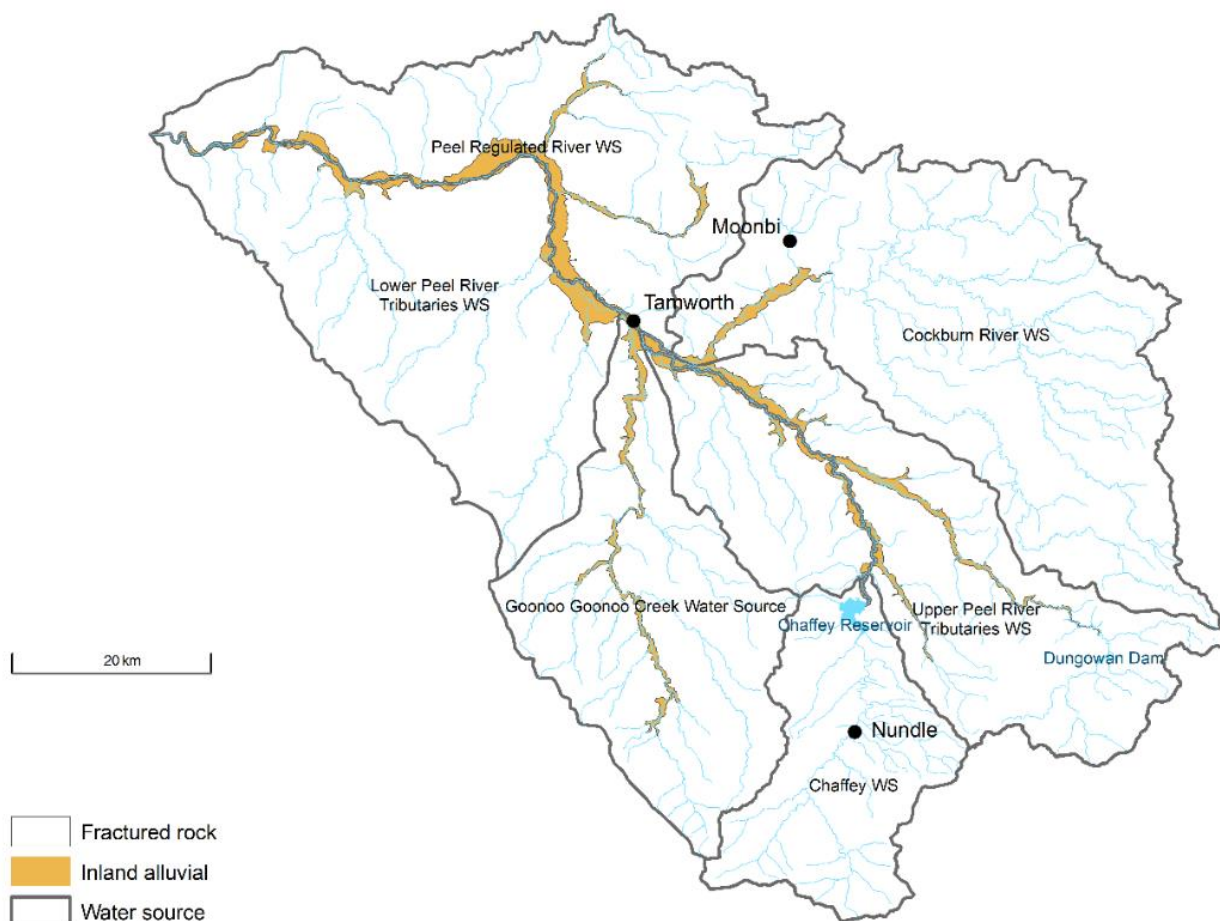 Peel Regulated River WS
Moonbi
Lower Peel River
Tributaries WS
Tamworth
Cockburn River WS
Goonoo Goonoo Creek Water Source
Chaffey Reservoir
Upper Peel River
Tributaries WS
20 km
Dungowan Dam
Nundle
Chaffey WS
Fractured rock
Inland alluvial
Water source